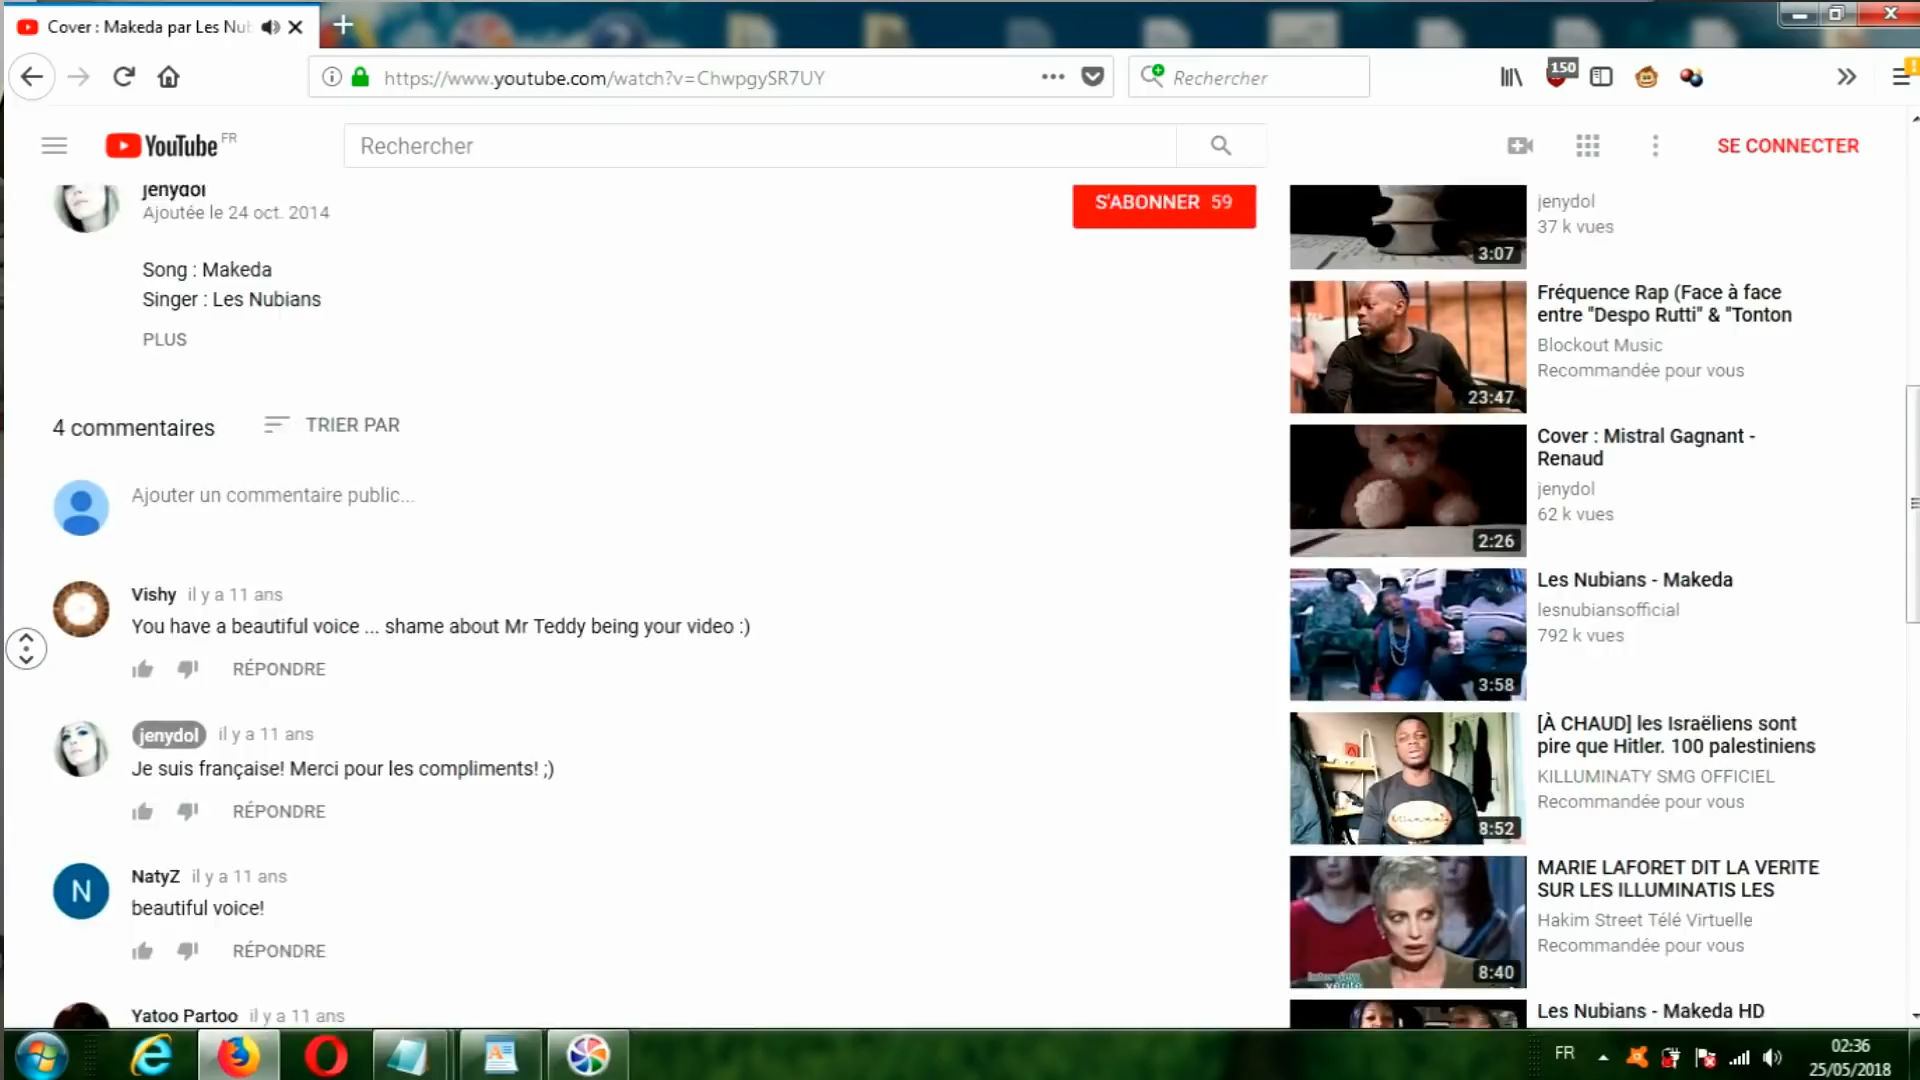 Cover : Makeda par Les Nub
https://www.youtube.com/watch?v=ChwpgySR7UY
Rechercher
150
YouTube FR
Rechercher
SE CONNECTER
jenydol
Ajoutée le 24 oct. 2014
S'ABONNER 59
Song : Makeda
Singer : Les Nubians
PLUS
4 commentaires
TRIER PAR
Ajouter un commentaire public...
Vishy il y a 11 ans
You have a beautiful voice ... shame about Mr Teddy being your video :)
RÉPONDRE
jenydol il y a 11 ans
Je suis française! Merci pour les compliments! ;)
RÉPONDRE
N
NatyZ il y a 11 ans
beautiful voice!
RÉPONDRE
Yatoo Partoo il y a 11 ans
3:07
jenydol
37 k vues
23:47
Fréquence Rap (Face à face
entre "Despo Rutti" & "Tonton
Blockout Music
Recommandée pour vous
2:26
Cover : Mistral Gagnant -
Renaud
jenydol
62 k vues
3:58
Les Nubians - Makeda
lesnubiansofficial
792 k vues
8:52
[À CHAUD] les Israëliens sont
pire que Hitler. 100 palestiniens
KILLUMINATY SMG OFFICIEL
Recommandée pour vous
vérité
8:40
MARIE LAFORET DIT LA VERITE
SUR LES ILLUMINATIS LES
Hakim Street Télé Virtuelle
Recommandée pour vous
Les Nubians - Makeda HD
FR
02:36
25/05/2018